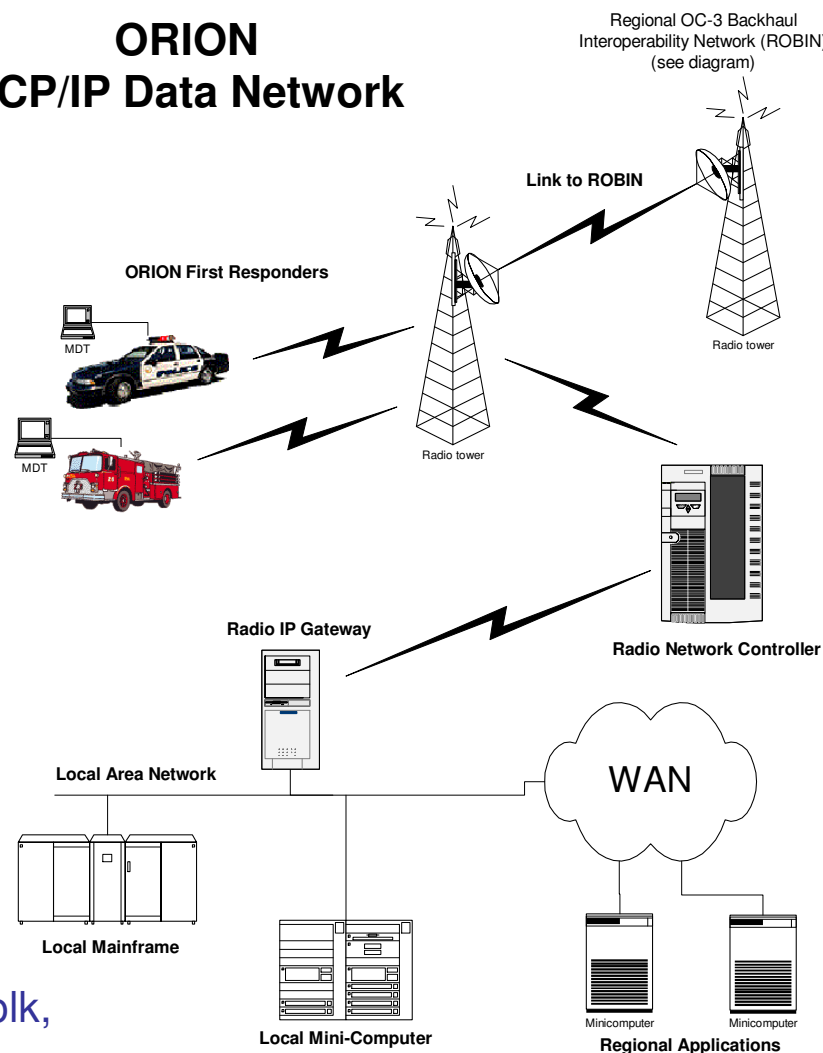 ORION
CP/IP Data Network
Regional OC-3 Backhaul
Interoperability Network (ROBIN)
(see diagram)
Link to ROBIN
ORION First Responders
MDT
Radio tower
MDT
Radio tower
Radio IP Gateway
Radio Network Controller
Local Area Network
WAN
Local Mainframe
olk,
Local Mini-Computer
Minicomputer
Minicomputer
Regional Applications